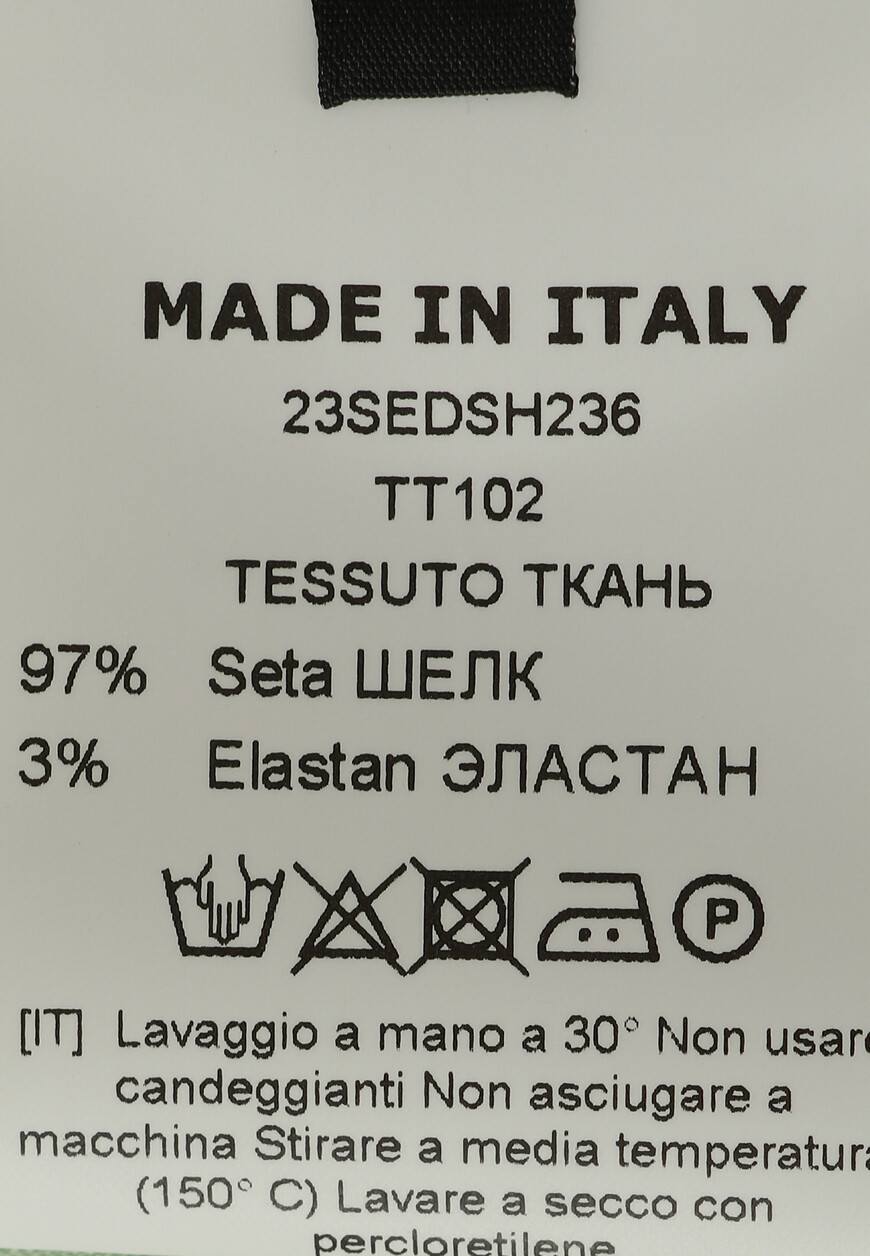 MADE IN ITALY
23SEDSH236
TT102
TESSUTO ТКАНЬ
97% Seta ШЕЛК
3% Elastan ЭЛАСТАН
P
[IT] Lavaggio a mano a 30° Non usare
candeggianti Non asciugare a
macchina Stirare a media temperatura
(150° C) Lavare a secco con
percloretilene